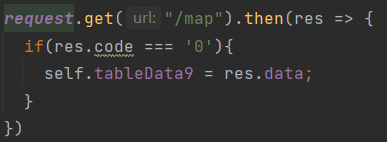 request.get( url: "/map").then(res => {
if(res.code === '0'){
self.tableData9 = res.data;
}
})